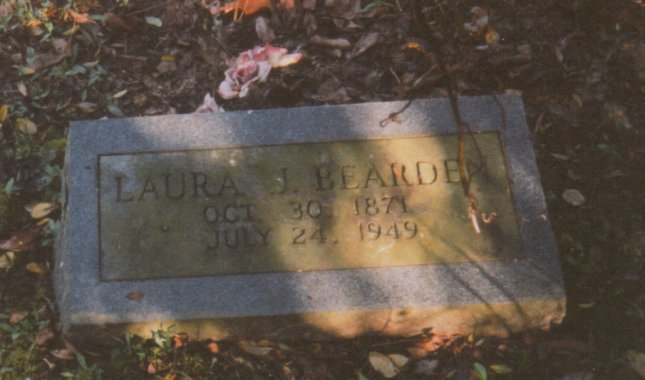 LAURA J. BEARDEN
OCT. 30 1871
JULY 24, 1949